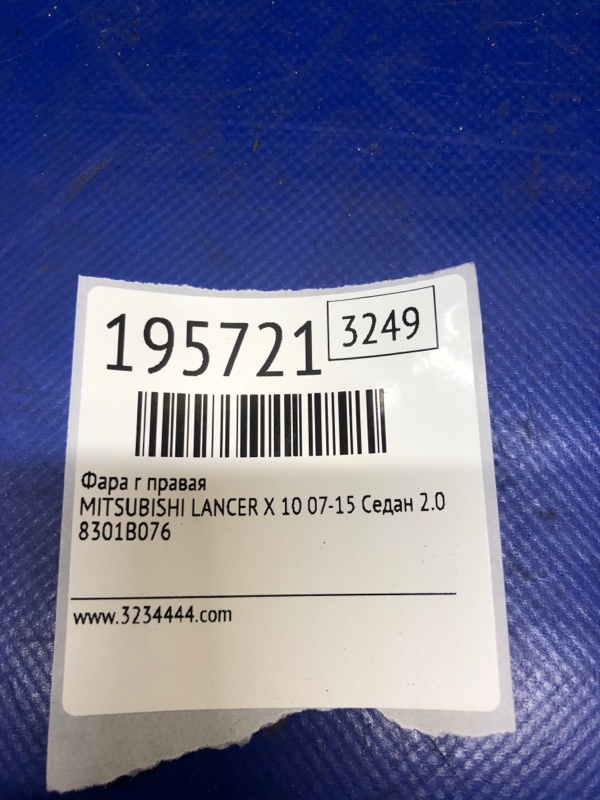 195721 3249
Фара г правая
MITSUBISHI LANCER X 10 07-15 Седан 2.0
8301B076
www.3234444.com